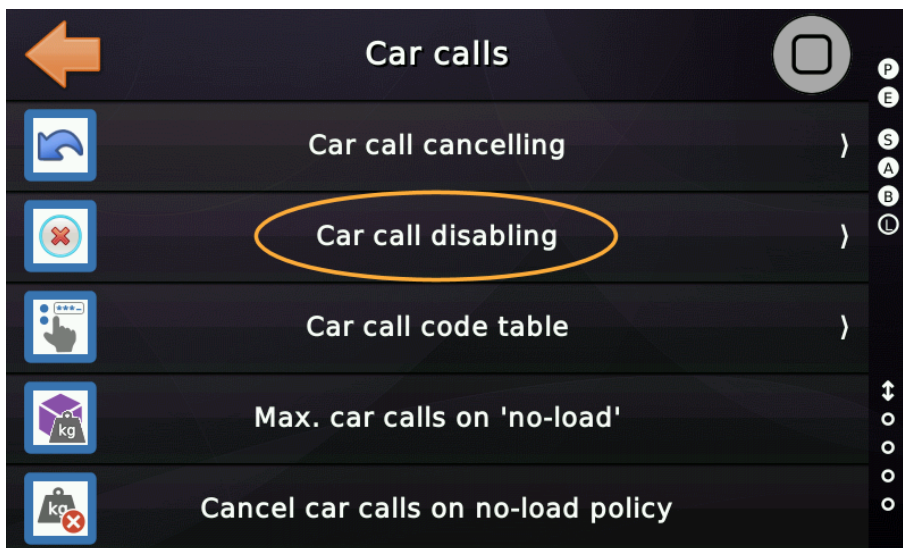 Car calls
P
E
Car call cancelling
S
A
B
L
Car call disabling
***_
Car call code table
Max. car calls on 'no-load'
kg
Cancel car calls on no-load policy
kg